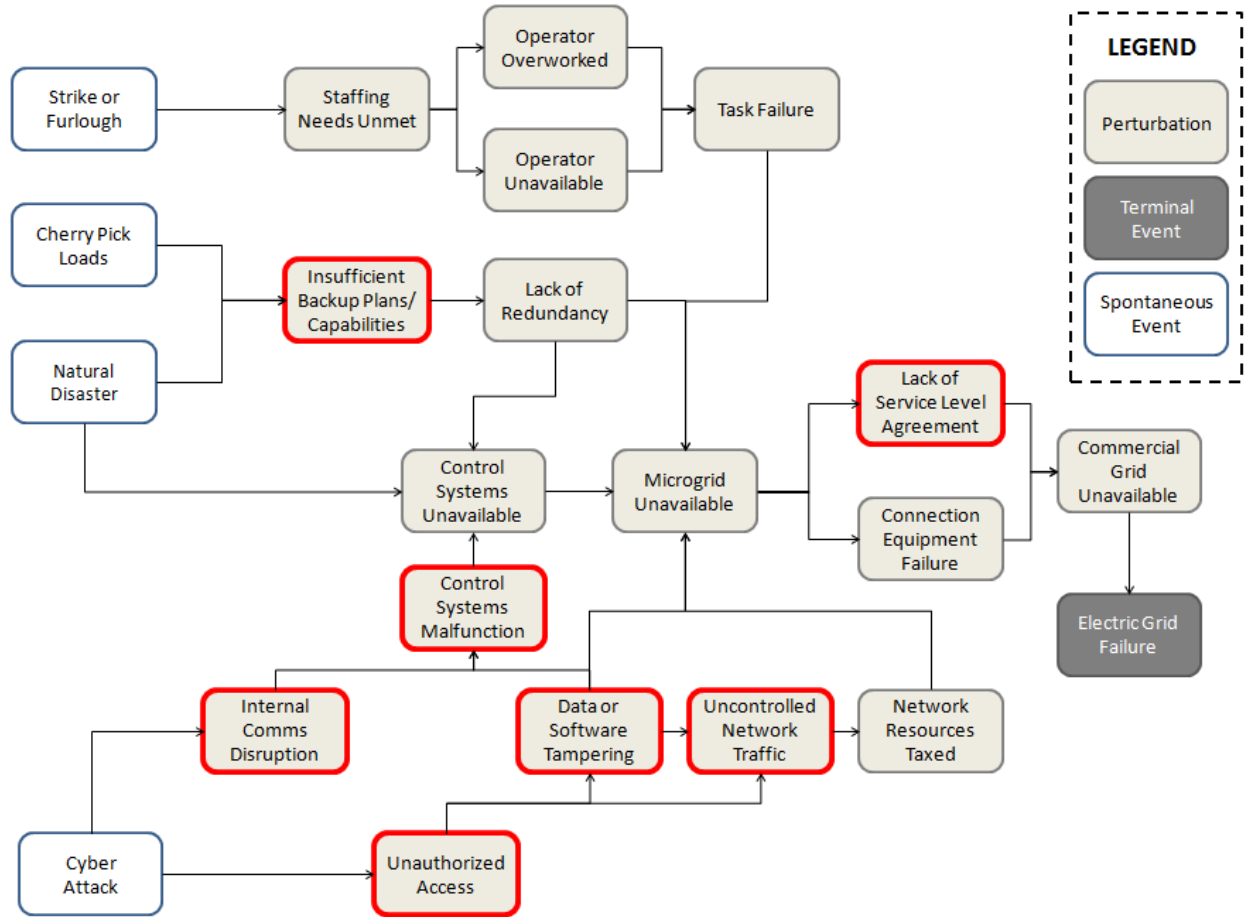 LEGEND
Perturbation
Terminal
Event
Spontaneous
Event
Strike or
Furlough
Staffing
Needs Unmet
Operator
Overworked
Operator
Unavailable
Task Failure
Cherry Pick
Loads
Natural
Disaster
Insufficient
Backup Plans/
Capabilities
Lack of
Redundancy
Control
Systems
Unavailable
Microgrid
Unavailable
Lack of
Service Level
Agreement
Connection
Equipment
Failure
Commercial
Grid
Unavailable
Electric Grid
Failure
Control
Systems
Malfunction
Internal
Comms
Disruption
Data or
Software
Tampering
Uncontrolled
Network
Traffic
Network
Resources
Taxed
Cyber
Attack
Unauthorized
Access